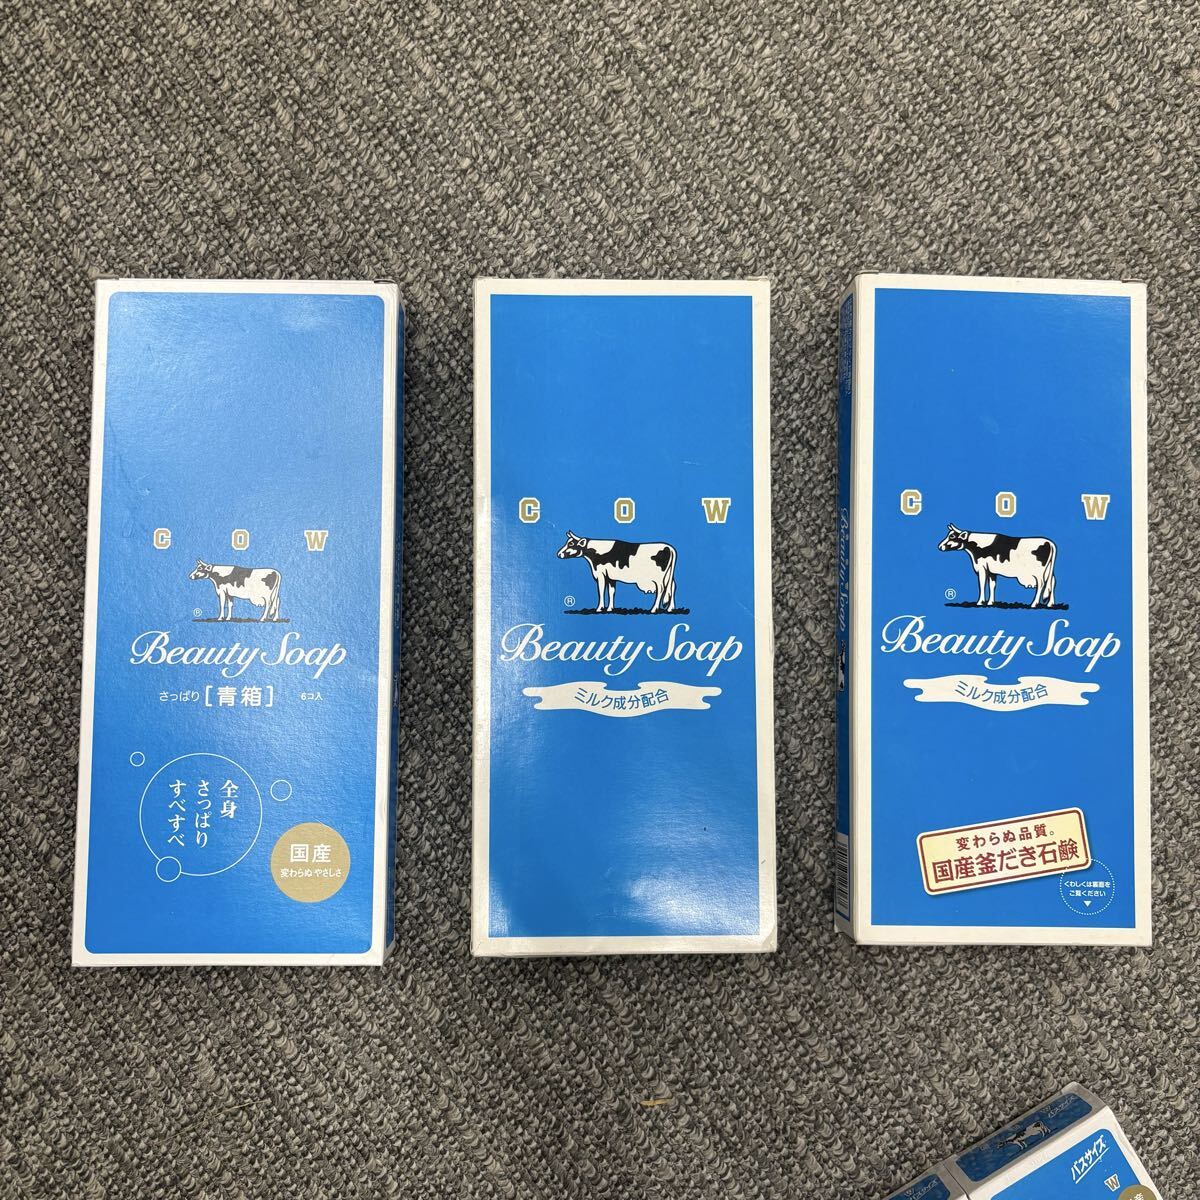 COW
®
Beauty Soap
さっぱり[青箱] 6コ入
全身
さっぱり
すべすべ
国産
変わらぬ やさしさ
COW
®
Beauty Soap
ミルク成分配合
COW
®
Beauty Soap
ミルク成分配合
変わらぬ品質。
国産釜だき石鹸
くわしくは裏面を
ご覧ください
Beauty Soap
バスサイズ
W